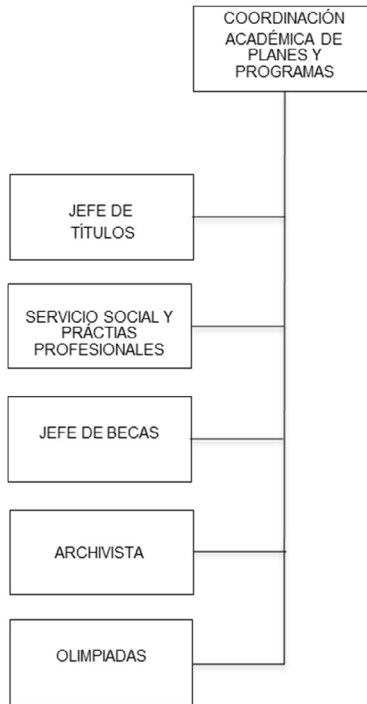 COORDINACIÓN
ACADÉMICA DE
PLANES Y
PROGRAMAS
JEFE DE
TÍTULOS
SERVICIO SOCIAL Y
PRÁCTIAS
PROFESIONALES
JEFE DE BECAS
ARCHIVISTA
OLIMPIADAS